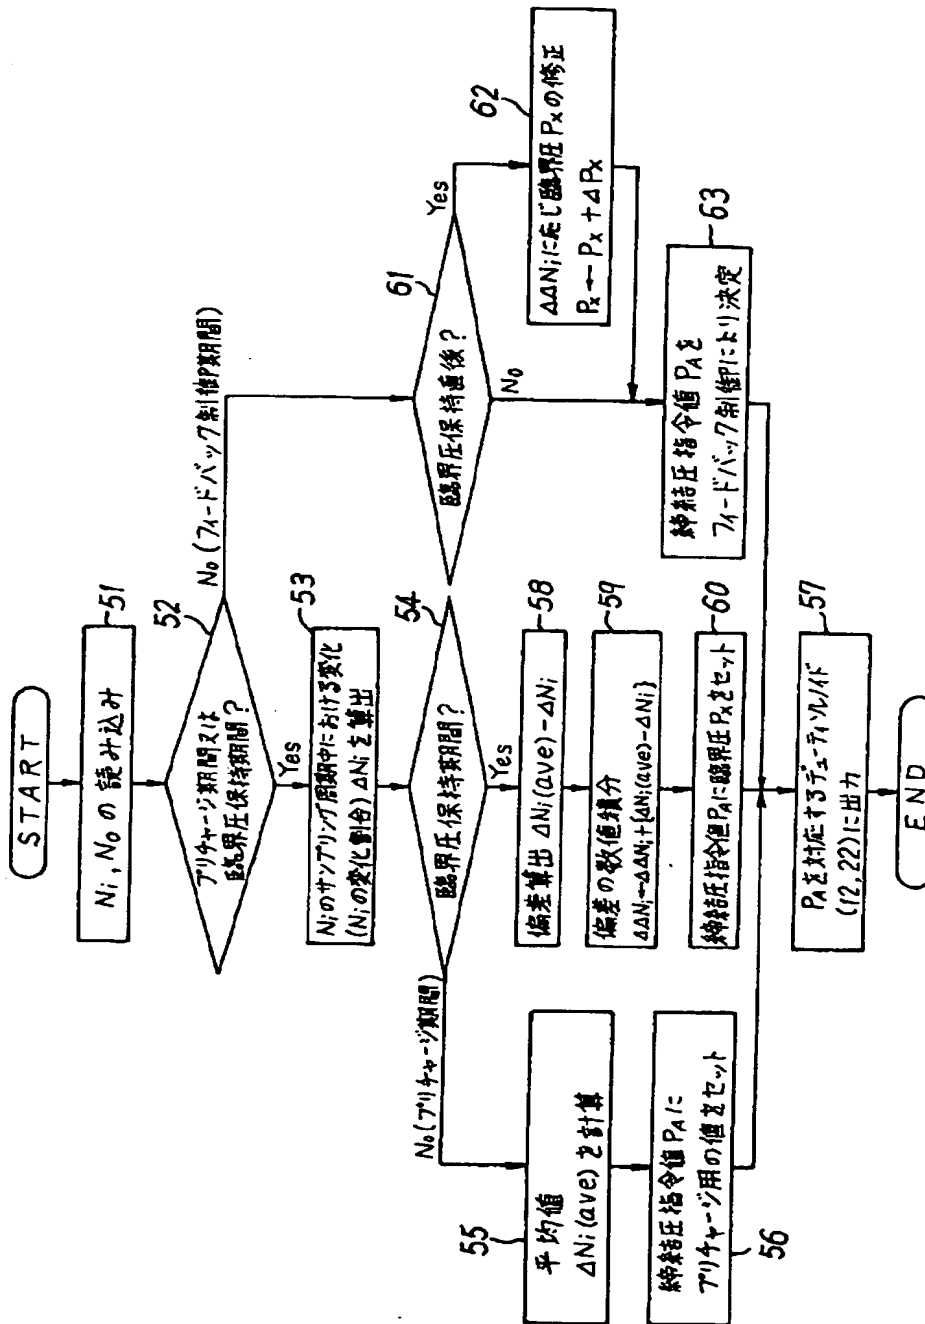 START
Ni, No の読み込み
51
プリチャージ期間又は
臨界圧保持期間?
52
No(フィードバック制御期間)
Yes
Niのサンプリング周期中における変化
(Niの変化割合) ΔNi を算出
53
臨界圧保持期間?
54
No(プリチャージ期間)
Yes
平均値
ΔNi(ave)を計算
55
締結圧指令値PAに
プリチャージ用の値をセット
56
偏差算出 ΔNi(ave)-ΔNi
58
偏差の数値積分
ΔΔNi←ΔΔNi+{ΔNi(ave)-ΔNi}
59
締結圧指令値PAに臨界圧Pxをセット
60
臨界圧保持直後?
61
Yes
No
ΔΔNiに応じ臨界圧Pxの修正
Px←Px+ΔPx
62
締結圧指令値PAを
フィードバック制御により決定
63
PAを対応するデューティソレノイド
(12,22)に出力
57
END